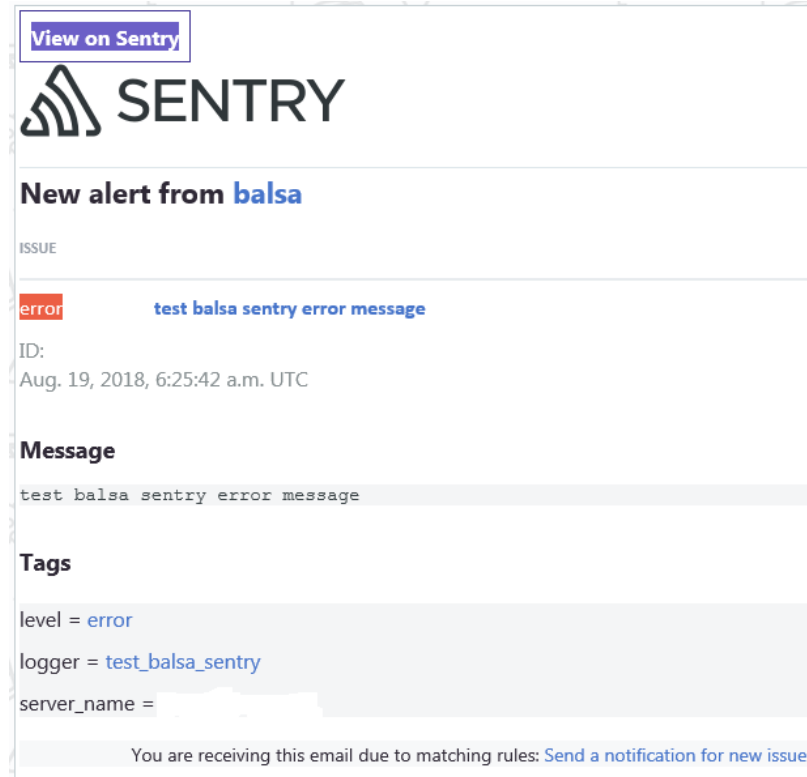 View on Sentry
SENTRY
New alert from balsa
ISSUE
error test balsa sentry error message
ID:
Aug. 19, 2018, 6:25:42 a.m. UTC
Message
test balsa sentry error message
Tags
level = error
logger = test_balsa_sentry
server_name =
You are receiving this email due to matching rules: Send a notification for new issue